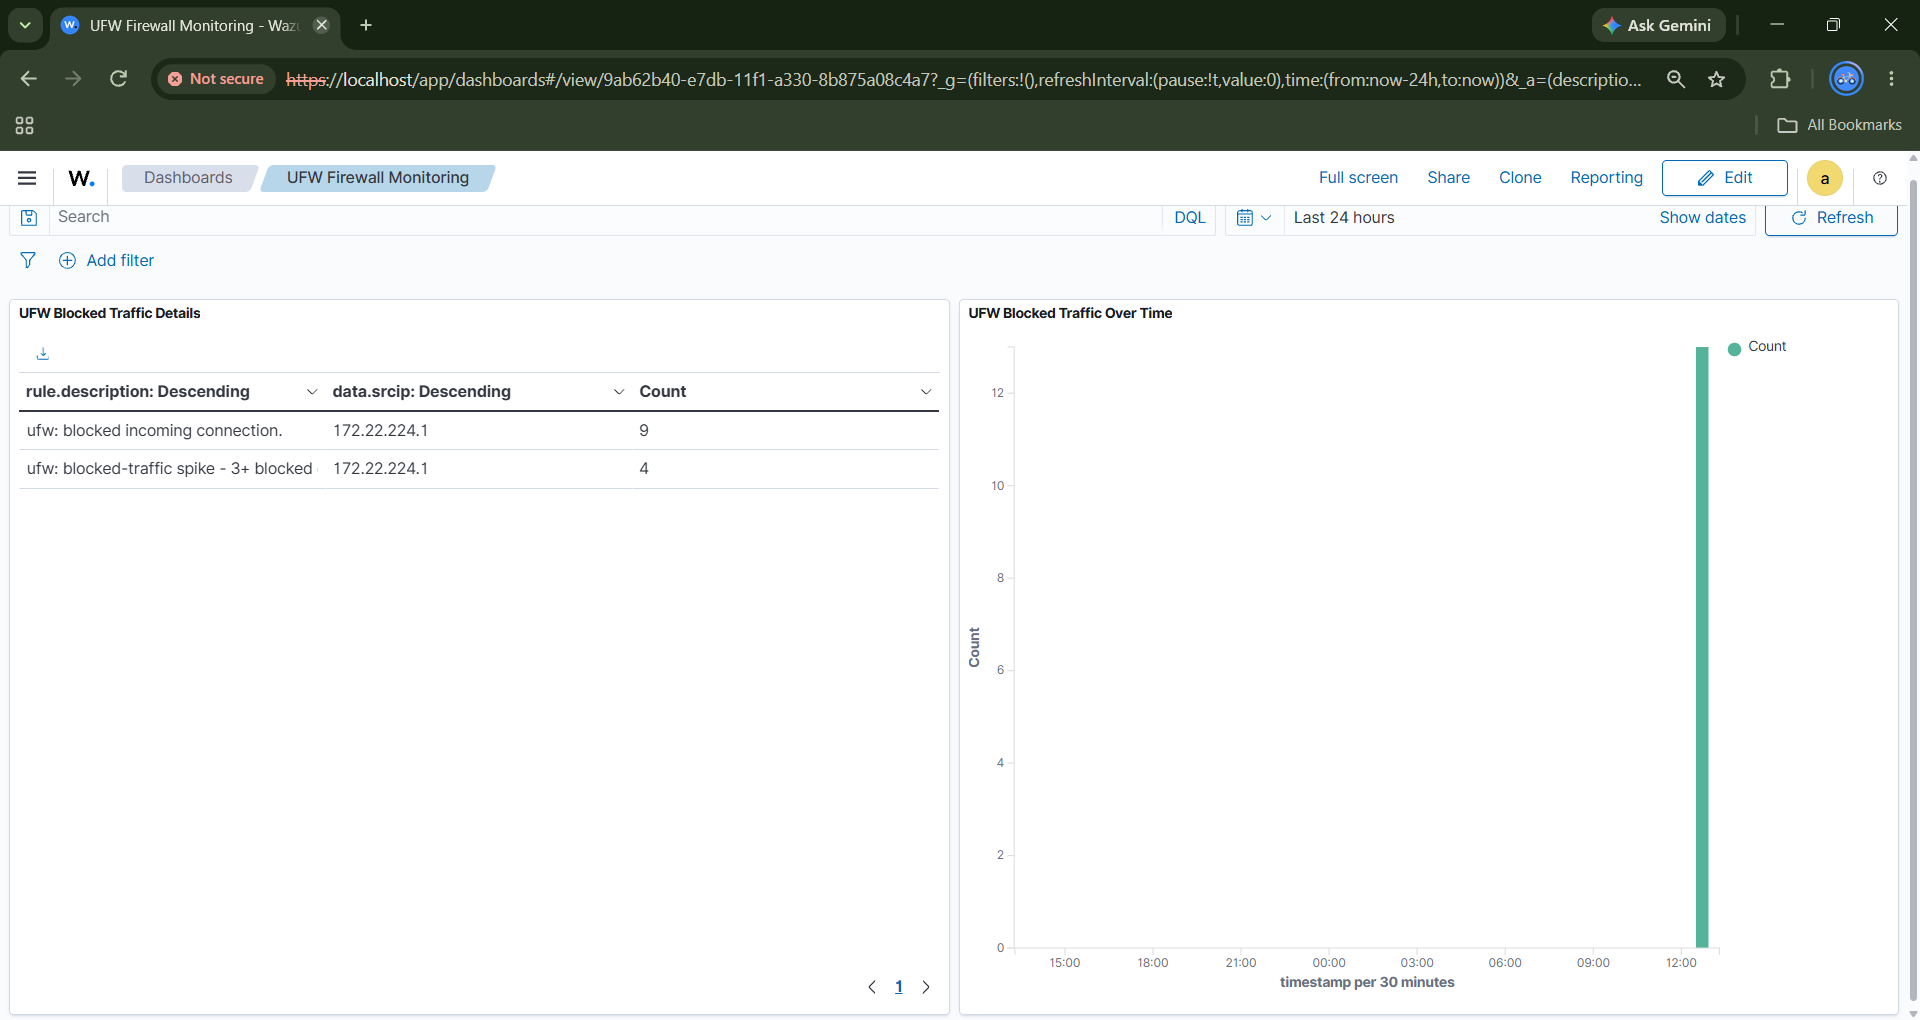 UFW Firewall Monitoring - Waz
Ask Gemini
Not secure
https://localhost/app/dashboards#/view/9ab62b40-e7db-11f1-a330-8b875a08c4a7?_g=(filters:!(),refreshInterval:(pause:!t,value:0),time:(from:now-24h,to:now))&_a=(descriptio...
All Bookmarks
W. Dashboards UFW Firewall Monitoring Full screen Share Clone Reporting Edit a
Search DQL Last 24 hours Show dates Refresh
Add filter
UFW Blocked Traffic Details
rule.description: Descending data.srcip: Descending Count
ufw: blocked incoming connection. 172.22.224.1 9
ufw: blocked-traffic spike - 3+ blocked 172.22.224.1 4
1
UFW Blocked Traffic Over Time
Count
12
10
8
6
4
2
0
Count
15:00 18:00 21:00 00:00 03:00 06:00 09:00 12:00
timestamp per 30 minutes